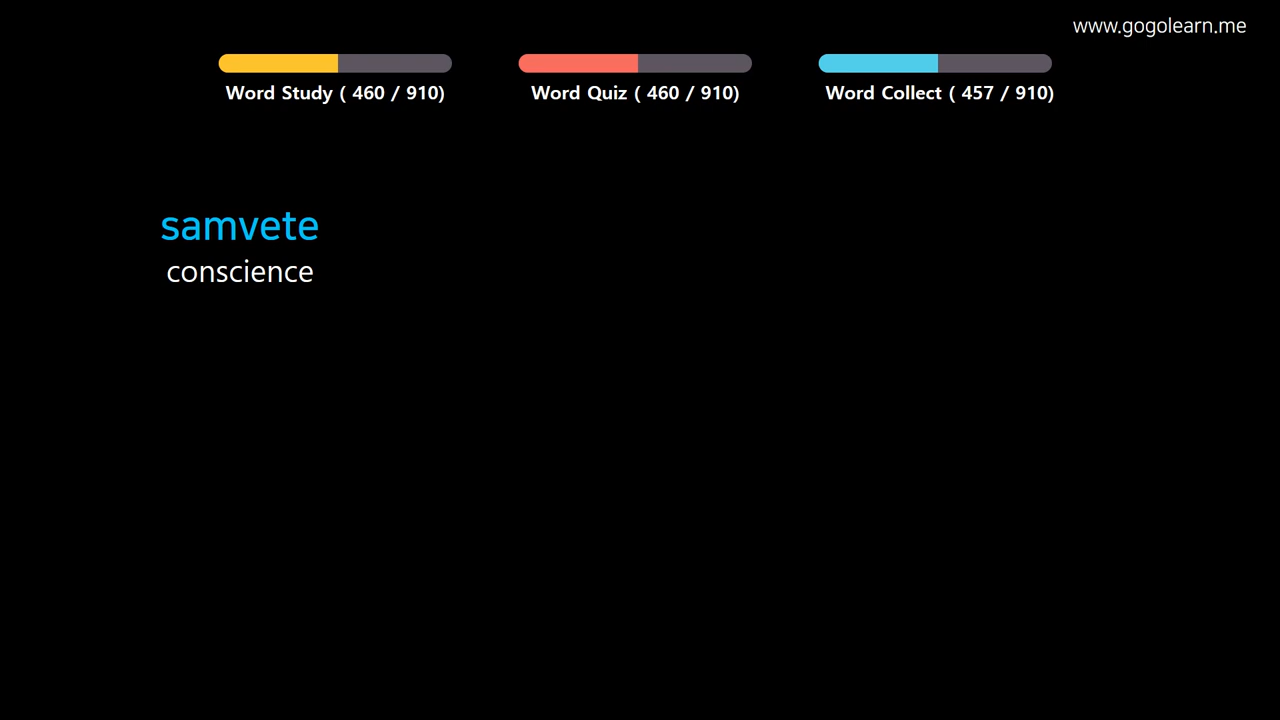 www.gogolearn.me
Word Study ( 460 / 910)
Word Quiz ( 460 / 910)
Word Collect ( 457 / 910)
samvete
conscience